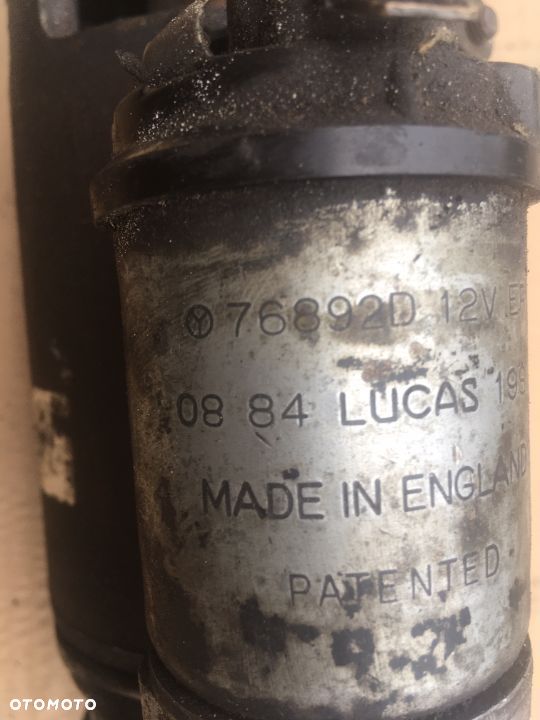 76892D 12V
08 84 LUCAS
MADE IN ENGLAND
PATENTED
OTOMOTO